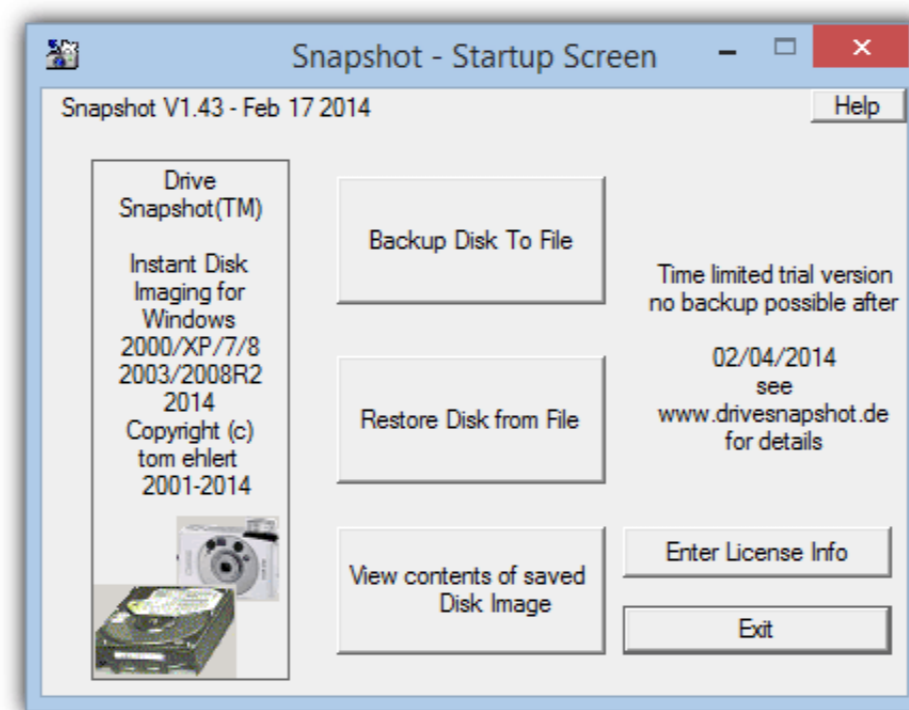 Snapshot - Startup Screen
Snapshot V1.43 - Feb 17 2014
Help
Drive
Snapshot(TM)
Instant Disk
Imaging for
Windows
2000/XP/7/8
2003/2008R2
2014
Copyright (c)
tom ehlert
2001-2014
Backup Disk To File
Restore Disk from File
View contents of saved
Disk Image
Time limited trial version
no backup possible after
02/04/2014
see
www.drivesnapshot.de
for details
Enter License Info
Exit